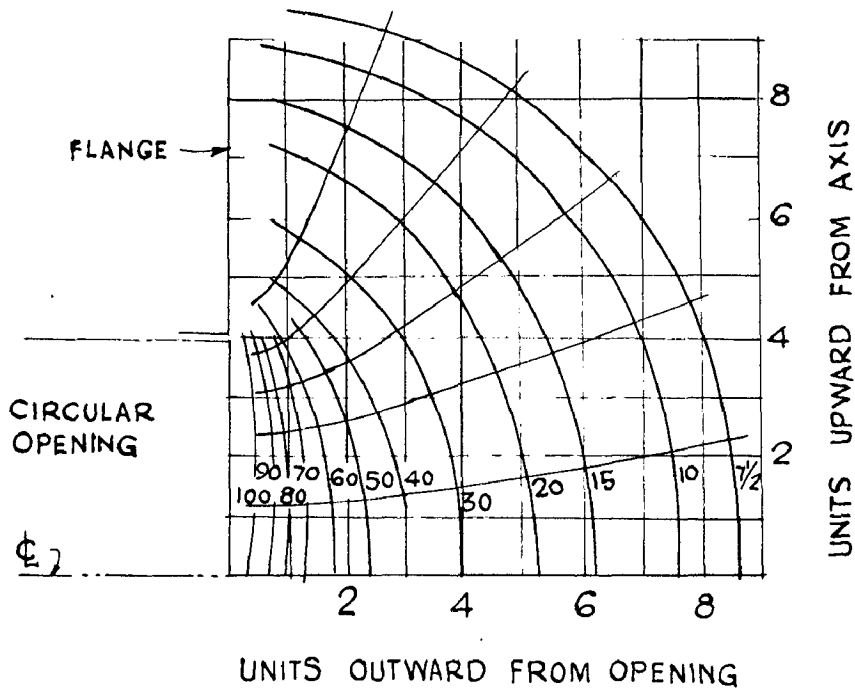 FLANGE
CIRCULAR
OPENING
℄
100 90 80 70 60 50 40 30 20 15 10 7½
2 4 6 8
UNITS OUTWARD FROM OPENING
8
6
4
2
UNITS UPWARD FROM AXIS